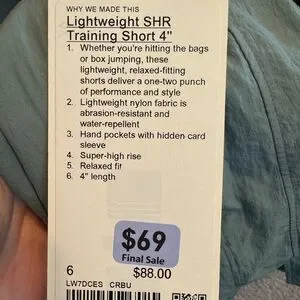 WHY WE MADE THIS
Lightweight SHR
Training Short 4"
1. Whether you're hitting the bags
or box jumping, these
lightweight, relaxed-fitting
shorts deliver a one-two punch
of performance and style
2. Lightweight nylon fabric is
abrasion-resistant and
water-repellent
3. Hand pockets with hidden card
sleeve
4. Super-high rise
5. Relaxed fit
6. 4" length
$69
Final Sale
6 $88.00
LW7DCES CRBU